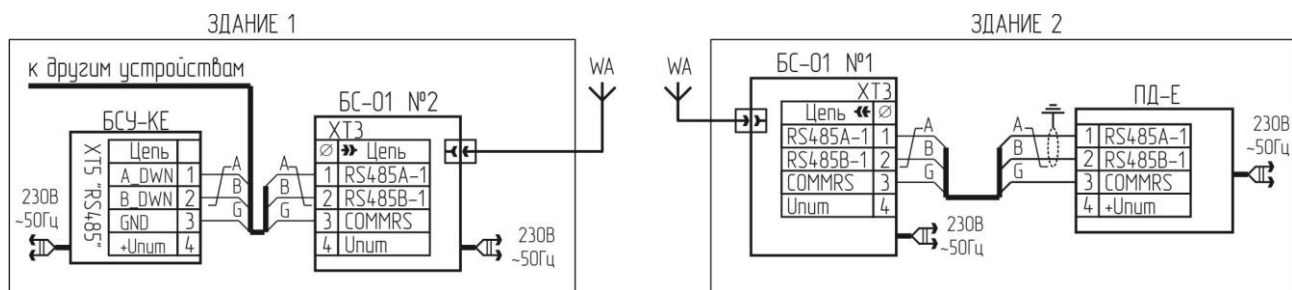 ЗДАНИЕ 1
к другим устройствам
БСУ-КЕ
XT5 "RS485"
Цепь
A_DWN 1
B_DWN 2
GND 3
+Uпит 4
230В
~50Гц
A
B
G
A
B
G
БС-01 №2
XT3
Ø Цепь
1 RS485A-1
2 RS485B-1
3 COMMRS
4 Uпит
230В
~50Гц
WA
ЗДАНИЕ 2
WA
БС-01 №1
XT3
Цепь Ø
RS485A-1 1
RS485B-1 2
COMMRS 3
Uпит 4
230В
~50Гц
A
B
G
A
B
G
ПД-Е
1 RS485A-1
2 RS485B-1
3 COMMRS
4 +Uпит
230В
~50Гц